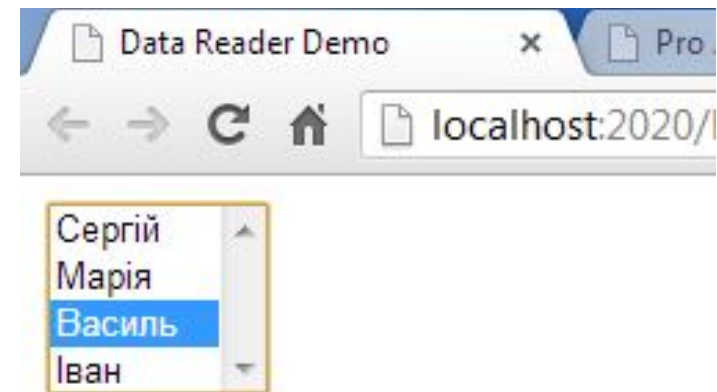 Data Reader Demo
Pro
localhost:2020/
Сергій
Марія
Василь
Іван